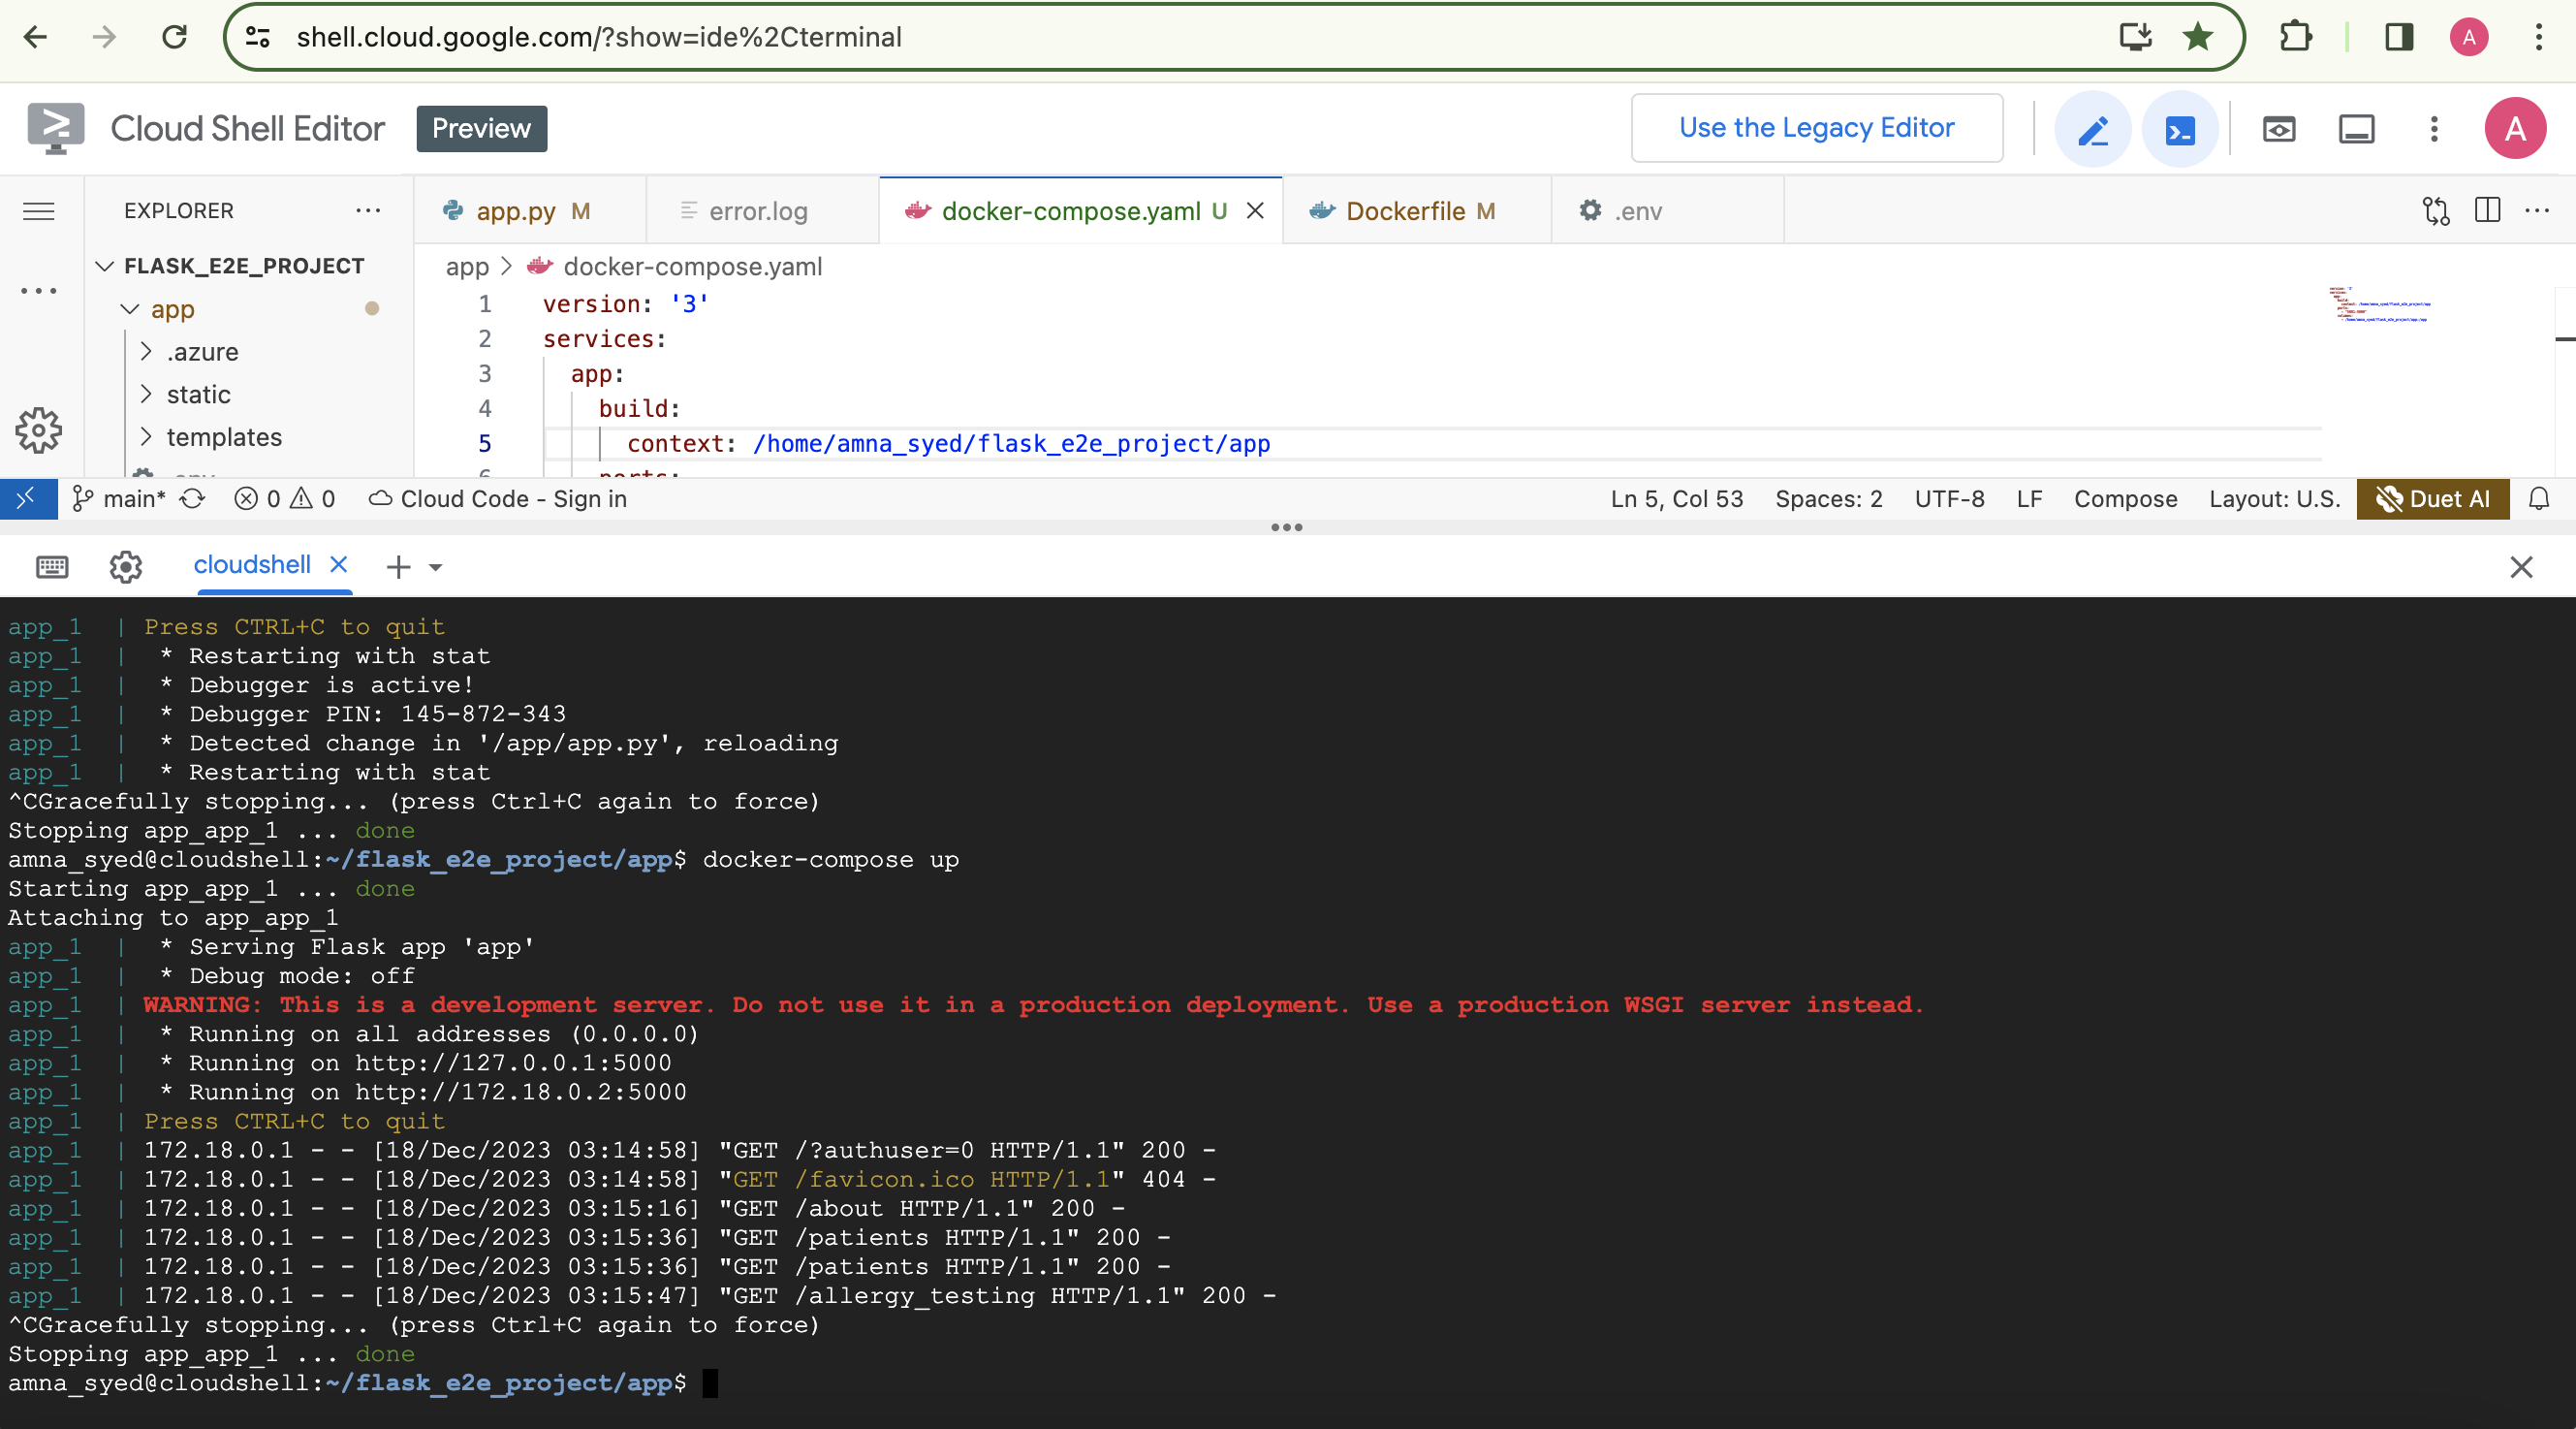 shell.cloud.google.com/?show=ide%2Cterminal
A
Cloud Shell Editor
Preview
Use the Legacy Editor
A
EXPLORER
app.py M
error.log
docker-compose.yaml U
Dockerfile M
.env
FLASK_E2E_PROJECT
app
.azure
static
templates
app > docker-compose.yaml
1 version: '3'
2 services:
3 app:
4 build:
5 context: /home/amna_syed/flask_e2e_project/app
6 ports:
main* 0 0 Cloud Code - Sign in
Ln 5, Col 53 Spaces: 2 UTF-8 LF Compose Layout: U.S. Duet AI
cloudshell
app_1 | Press CTRL+C to quit
app_1 | * Restarting with stat
app_1 | * Debugger is active!
app_1 | * Debugger PIN: 145-872-343
app_1 | * Detected change in '/app/app.py', reloading
app_1 | * Restarting with stat
^CGracefully stopping... (press Ctrl+C again to force)
Stopping app_app_1 ... done
amna_syed@cloudshell:~/flask_e2e_project/app$ docker-compose up
Starting app_app_1 ... done
Attaching to app_app_1
app_1 | * Serving Flask app 'app'
app_1 | * Debug mode: off
app_1 | WARNING: This is a development server. Do not use it in a production deployment. Use a production WSGI server instead.
app_1 | * Running on all addresses (0.0.0.0)
app_1 | * Running on http://127.0.0.1:5000
app_1 | * Running on http://172.18.0.2:5000
app_1 | Press CTRL+C to quit
app_1 | 172.18.0.1 - - [18/Dec/2023 03:14:58] "GET /?authuser=0 HTTP/1.1" 200 -
app_1 | 172.18.0.1 - - [18/Dec/2023 03:14:58] "GET /favicon.ico HTTP/1.1" 404 -
app_1 | 172.18.0.1 - - [18/Dec/2023 03:15:16] "GET /about HTTP/1.1" 200 -
app_1 | 172.18.0.1 - - [18/Dec/2023 03:15:36] "GET /patients HTTP/1.1" 200 -
app_1 | 172.18.0.1 - - [18/Dec/2023 03:15:36] "GET /patients HTTP/1.1" 200 -
app_1 | 172.18.0.1 - - [18/Dec/2023 03:15:47] "GET /allergy_testing HTTP/1.1" 200 -
^CGracefully stopping... (press Ctrl+C again to force)
Stopping app_app_1 ... done
amna_syed@cloudshell:~/flask_e2e_project/app$